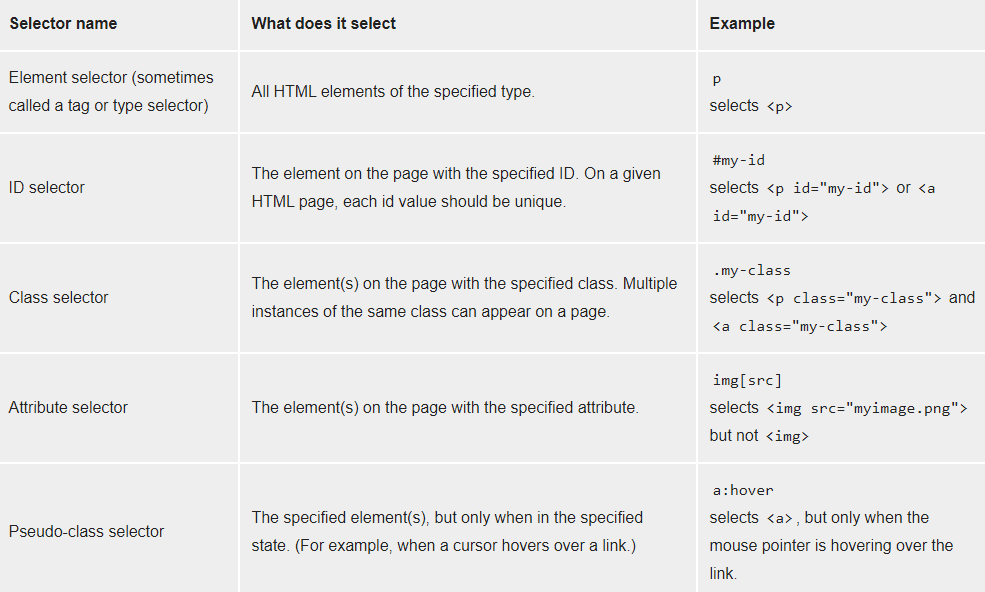 Selector name
What does it select
Example
Element selector (sometimes
called a tag or type selector)
All HTML elements of the specified type.
p
selects <p>
ID selector
The element on the page with the specified ID. On a given
HTML page, each id value should be unique.
#my-id
selects <p id="my-id"> or <a
id="my-id">
Class selector
The element(s) on the page with the specified class. Multiple
instances of the same class can appear on a page.
.my-class
selects <p class="my-class"> and
<a class="my-class">
Attribute selector
The element(s) on the page with the specified attribute.
img[src]
selects <img src="myimage.png">
but not <img>
Pseudo-class selector
The specified element(s), but only when in the specified
state. (For example, when a cursor hovers over a link.)
a:hover
selects <a>, but only when the
mouse pointer is hovering over the
link.